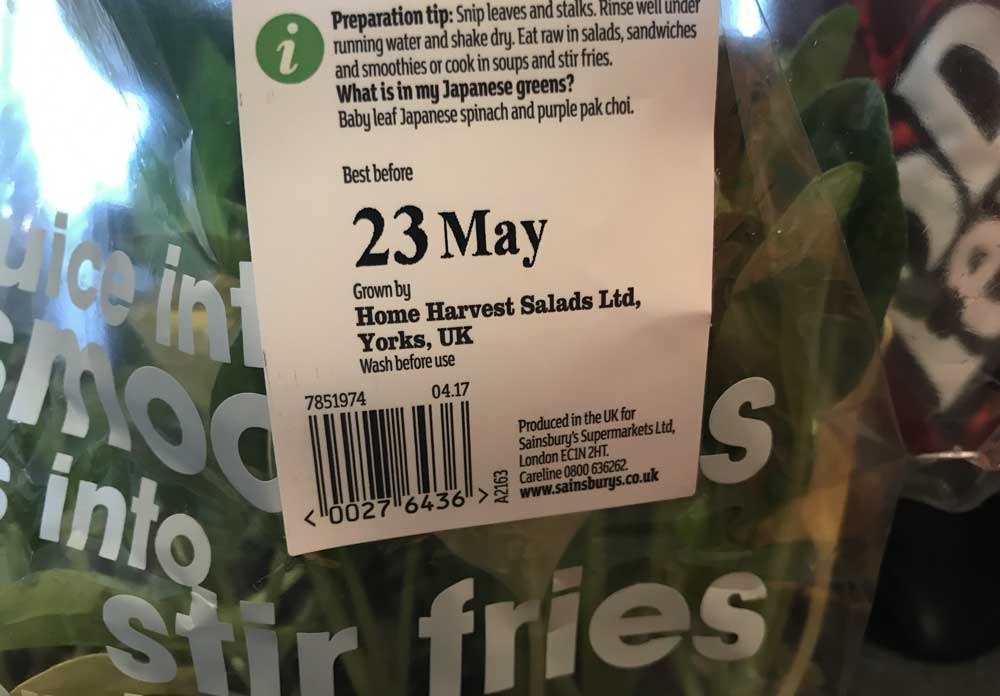 Preparation tip: Snip leaves and stalks. Rinse well under
running water and shake dry. Eat raw in salads, sandwiches
and smoothies or cook in soups and stir fries.
What is in my Japanese greens?
Baby leaf Japanese spinach and purple pak choi.
i
Best before
23 May
Grown by
Home Harvest Salads Ltd,
Yorks, UK
Wash before use
7851974 04.17
<0027 6436>
A2163
Produced in the UK for
Sainsbury's Supermarkets Ltd,
London EC1N 2HT.
Careline 0800 636262.
www.sainsburys.co.uk
into
stir fries